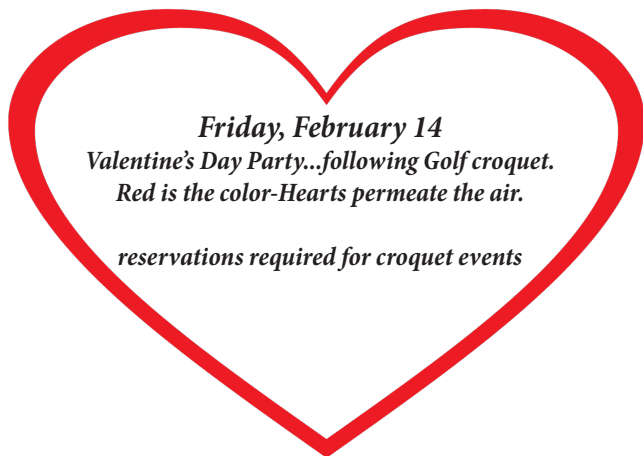 Friday, February 14
Valentine's Day Party...following Golf croquet.
Red is the color-Hearts permeate the air.
reservations required for croquet events